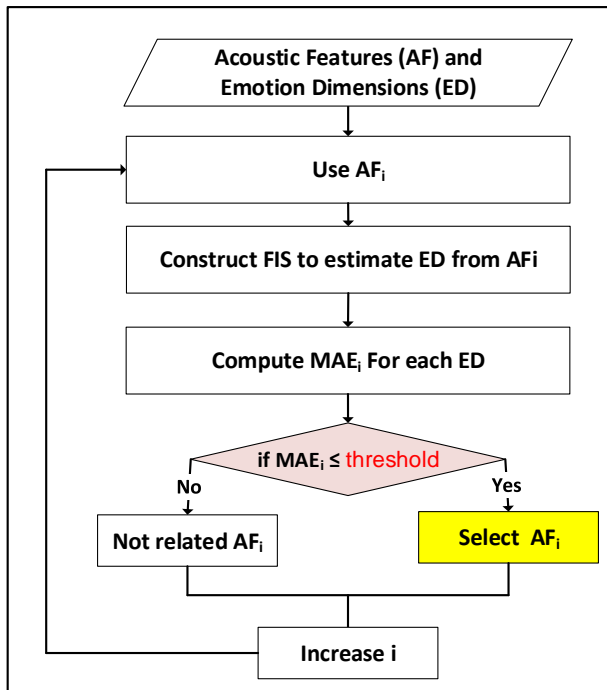 Acoustic Features (AF) and
Emotion Dimensions (ED)
Use AFᵢ
Construct FIS to estimate ED from AFi
Compute MAEᵢ For each ED
if MAEᵢ ≤ threshold
No
Yes
Not related AFᵢ
Select AFᵢ
Increase i